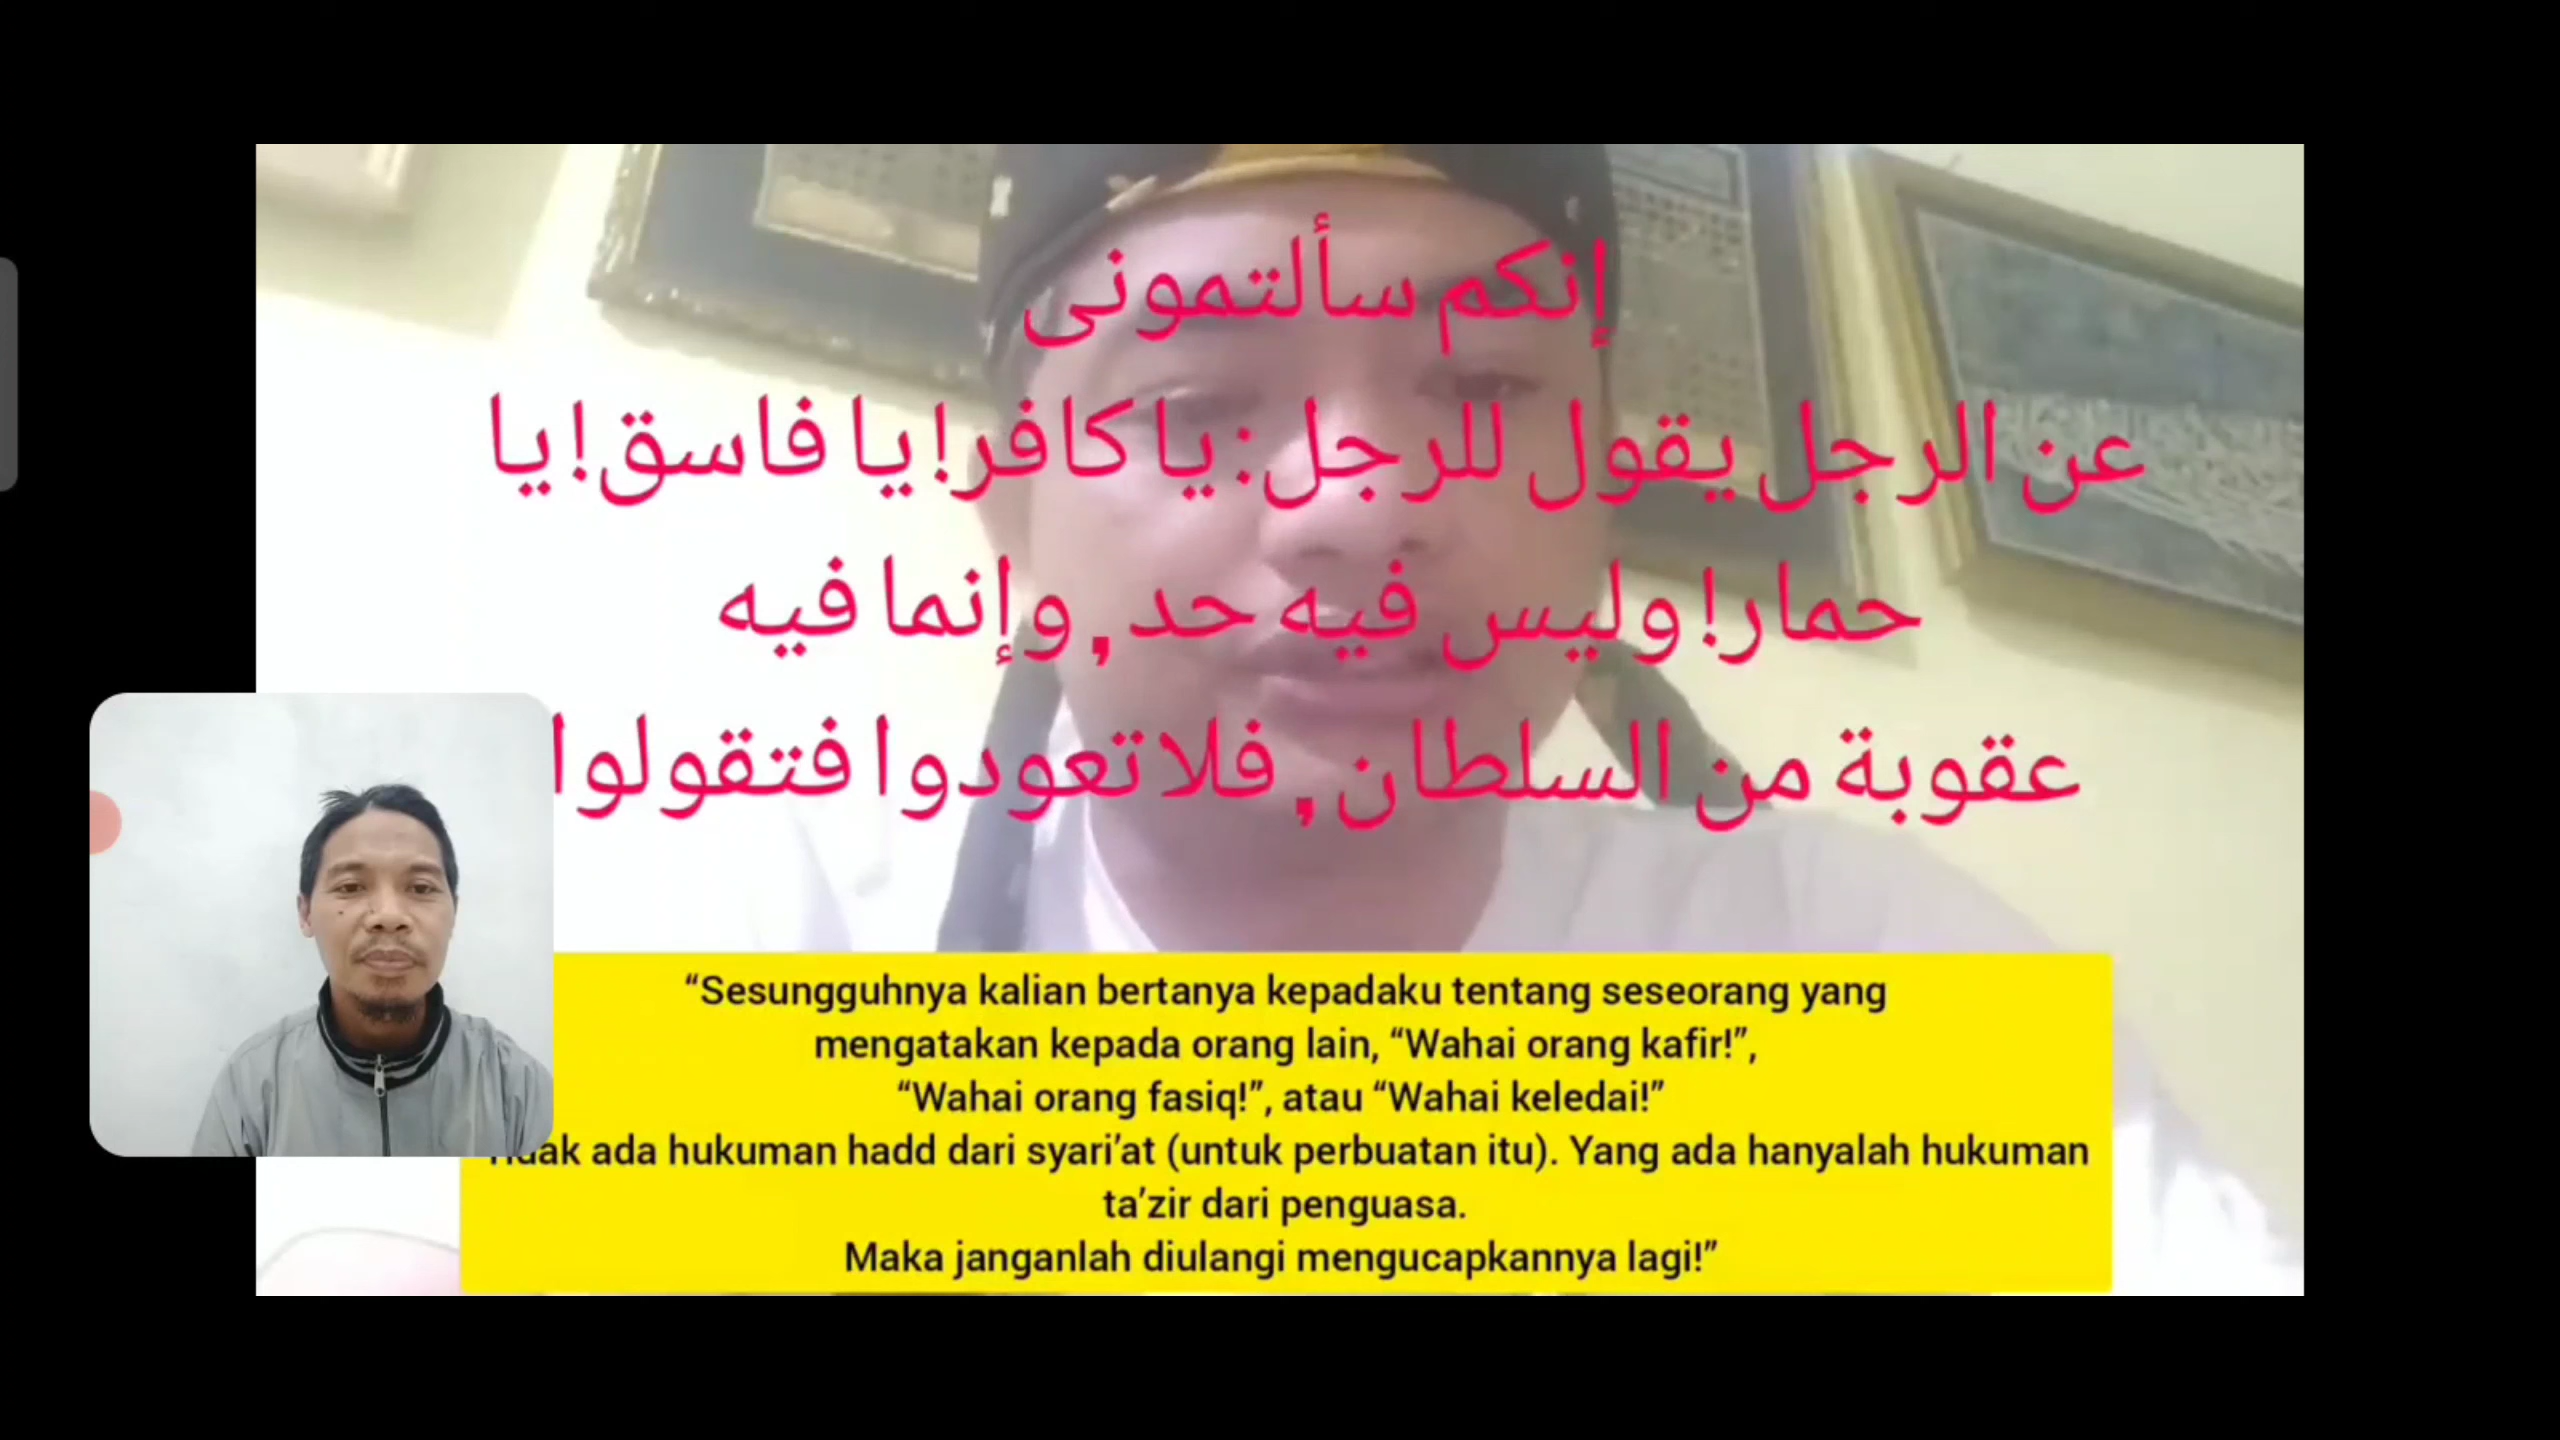 إنكم سألتمونى
عن الرجل يقول للرجل: يا كافر! يا فاسق! يا
حمار! وليس فيه حد, وإنما فيه
عقوبة من السلطان, فلا تعودوا فتقولوا
“Sesungguhnya kalian bertanya kepadaku tentang seseorang yang
mengatakan kepada orang lain, “Wahai orang kafir!”,
“Wahai orang fasiq!”, atau “Wahai keledai!”
ada hukuman hadd dari syari’at (untuk perbuatan itu). Yang ada hanyalah hukuman
ta’zir dari penguasa.
Maka janganlah diulangi mengucapkannya lagi!”